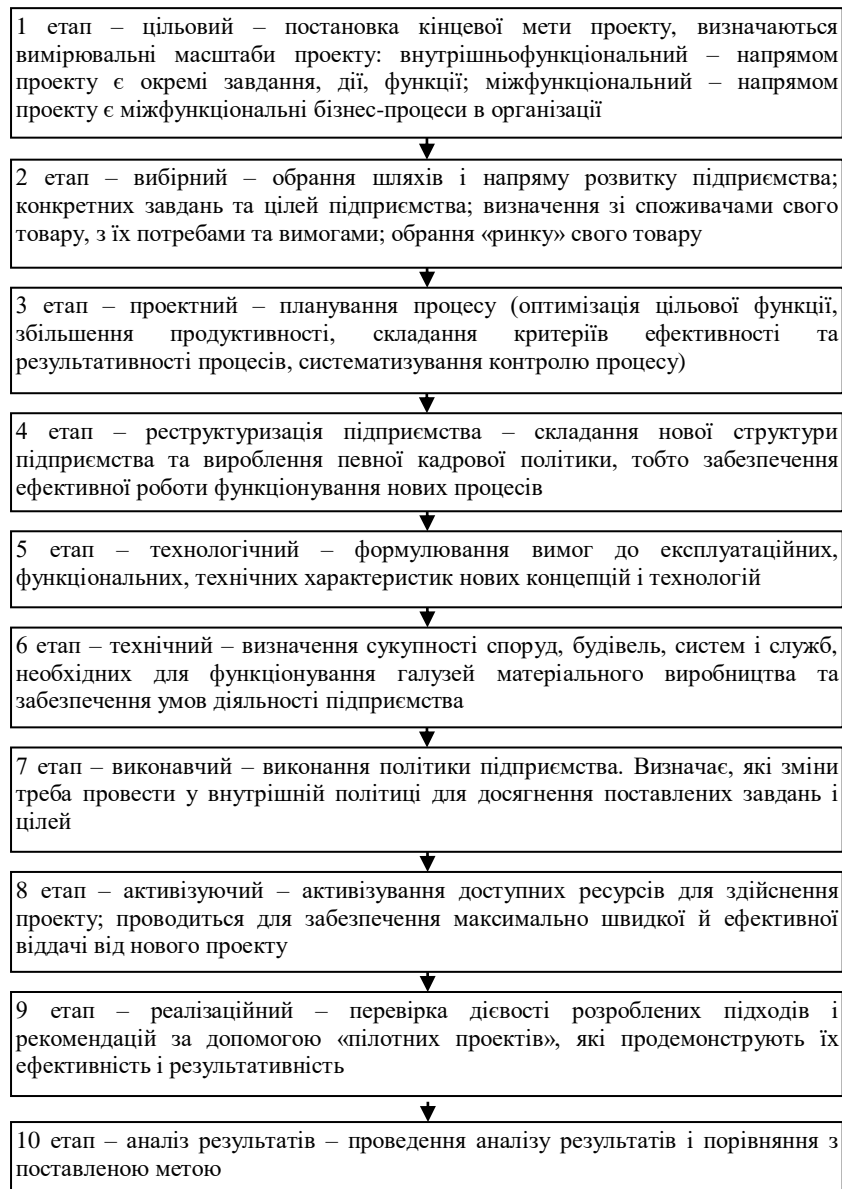 1 етап – цільовий – постановка кінцевої мети проекту, визначаються
вимірювальні масштаби проекту: внутрішньофункціональний – напрямом
проекту є окремі завдання, дії, функції; міжфункціональний – напрямом
проекту є міжфункціональні бізнес-процеси в організації
2 етап – вибірний – обрання шляхів і напряму розвитку підприємства;
конкретних завдань та цілей підприємства; визначення зі споживачами свого
товару, з їх потребами та вимогами; обрання «ринку» свого товару
3 етап – проектний – планування процесу (оптимізація цільової функції,
збільшення продуктивності, складання критеріїв ефективності та
результативності процесів, систематизування контролю процесу)
4 етап – реструктуризація підприємства – складання нової структури
підприємства та вироблення певної кадрової політики, тобто забезпечення
ефективної роботи функціонування нових процесів
5 етап – технологічний – формулювання вимог до експлуатаційних,
функціональних, технічних характеристик нових концепцій і технологій
6 етап – технічний – визначення сукупності споруд, будівель, систем і служб,
необхідних для функціонування галузей матеріального виробництва та
забезпечення умов діяльності підприємства
7 етап – виконавчий – виконання політики підприємства. Визначає, які зміни
треба провести у внутрішній політиці для досягнення поставлених завдань і
цілей
8 етап – активізуючий – активізування доступних ресурсів для здійснення
проекту; проводиться для забезпечення максимально швидкої й ефективної
віддачі від нового проекту
9 етап – реалізаційний – перевірка дієвості розроблених підходів і
рекомендацій за допомогою «пілотних проектів», які продемонструють їх
ефективність і результативність
10 етап – аналіз результатів – проведення аналізу результатів і порівняння з
поставленою метою